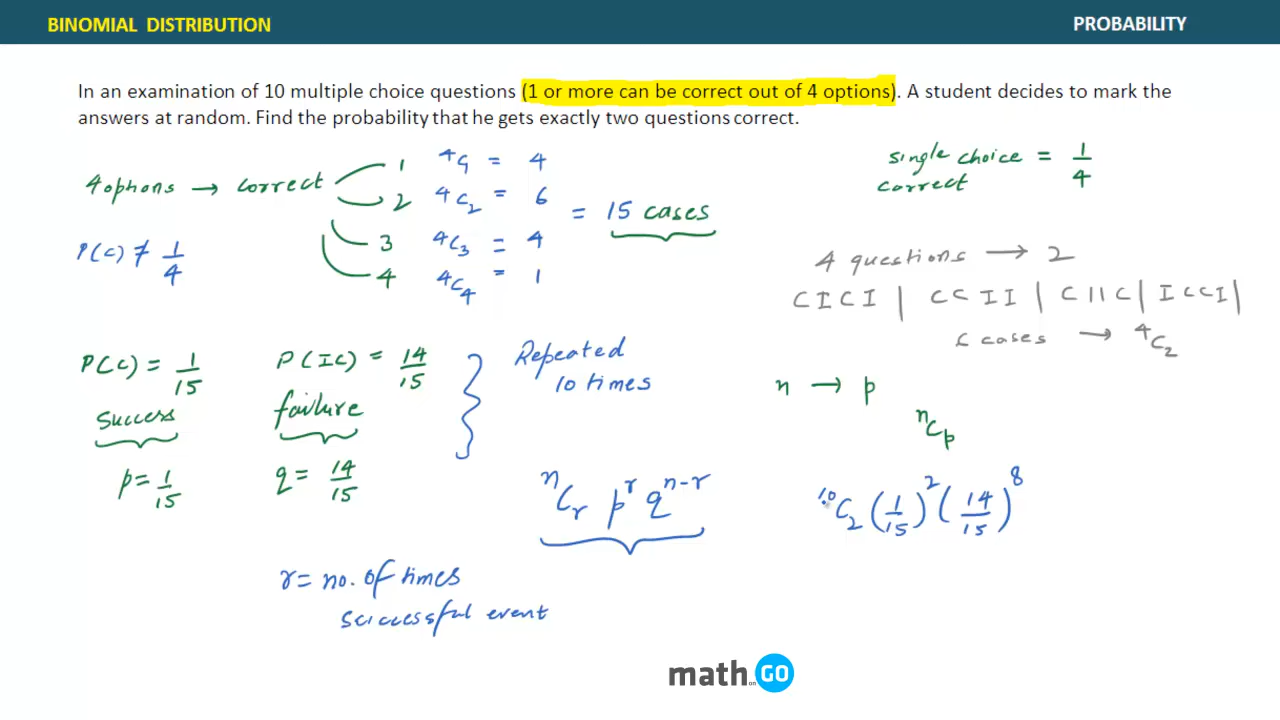 BINOMIAL DISTRIBUTION
PROBABILITY
In an examination of 10 multiple choice questions (1 or more can be correct out of 4 options). A student decides to mark the
answers at random. Find the probability that he gets exactly two questions correct.
4 options → correct
1 ⁴C₁ = 4
2 ⁴C₂ = 6
3 ⁴C₃ = 4
4 ⁴C₄ = 1
= 15 cases
single choice = 1/4
correct
P(C) ≠ 1/4
4 questions → 2
C I C I | C C I I | C I I C | I C C I |
6 cases → ⁴C₂
P(C) = 1/15
success
p = 1/15
P(IC) = 14/15
failure
q = 14/15
Repeated
10 times
n → p
ⁿCₚ
ⁿCᵣ pʳ qⁿ⁻ʳ
¹⁰C₂ (1/15)² (14/15)⁸
r = no. of times
successful event
math on GO